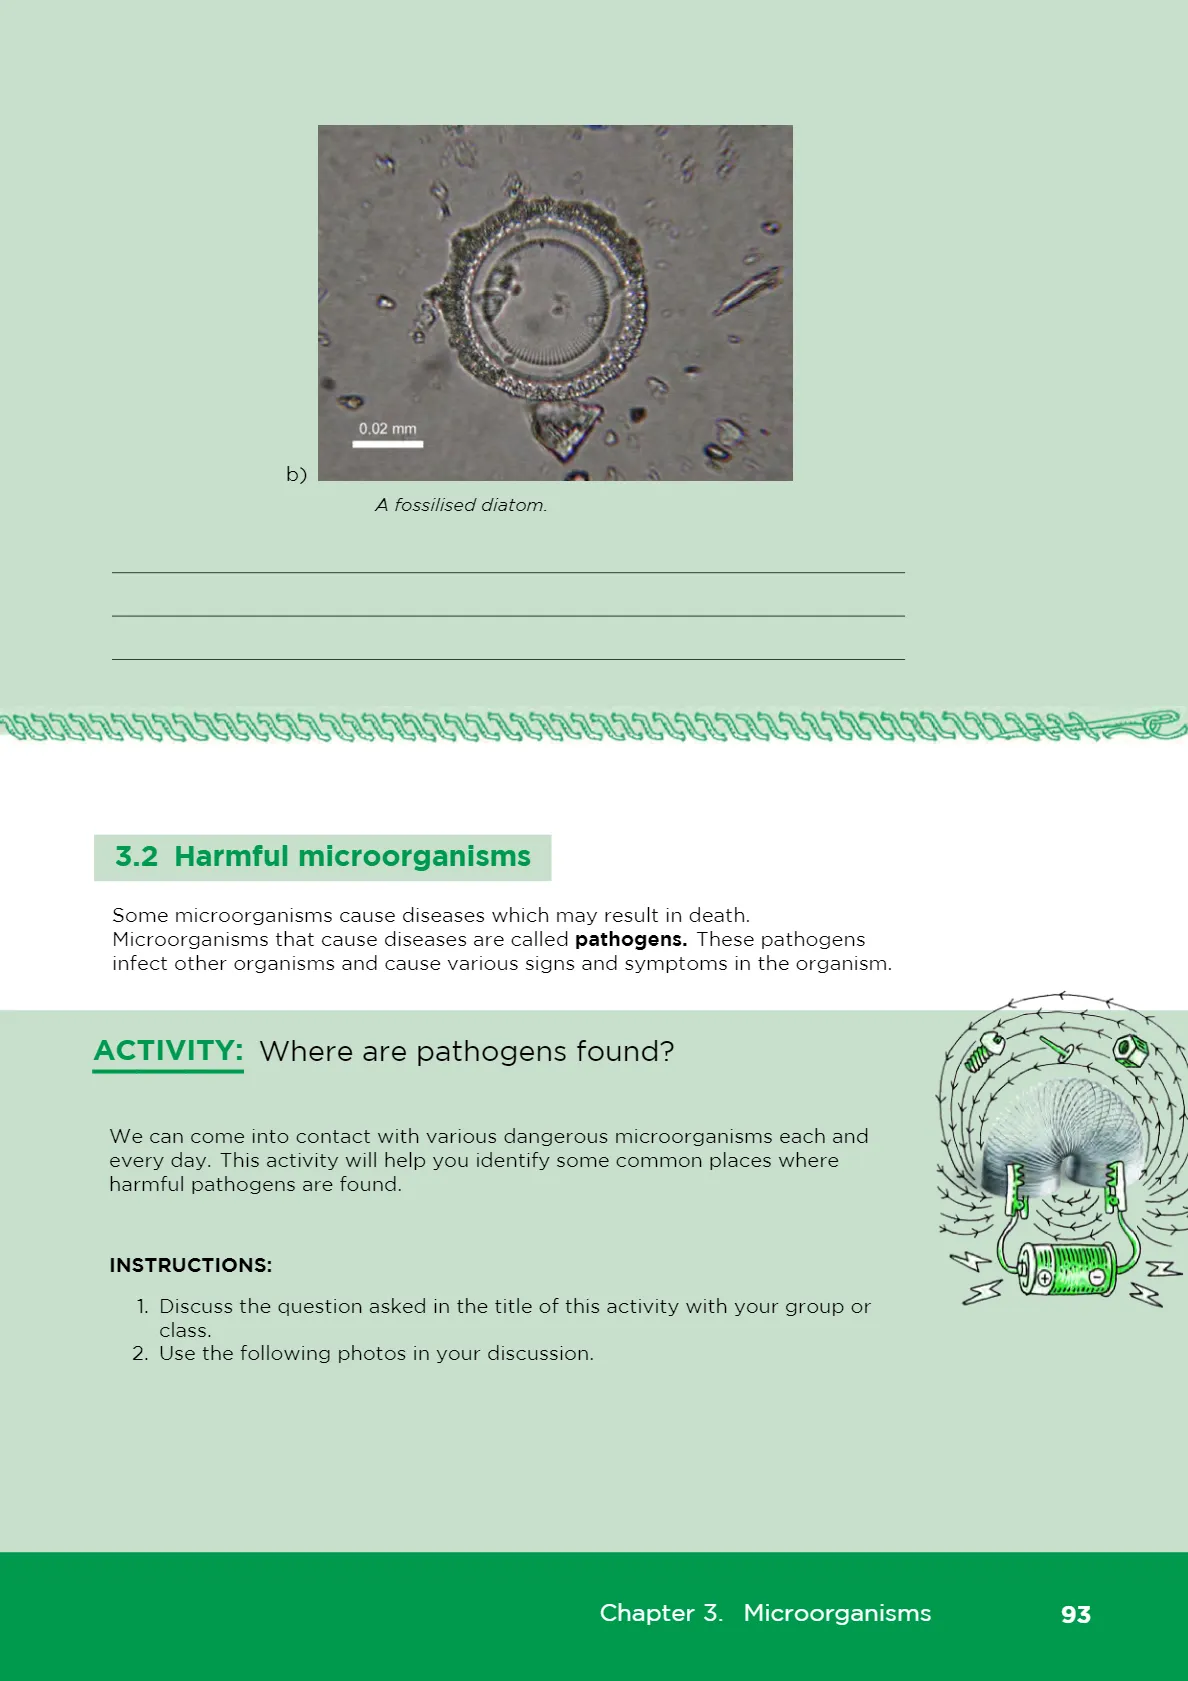 0.02 mm
b)
A fossilised diatom.
3.2 Harmful microorganisms
Some microorganisms cause diseases which may result in death.
Microorganisms that cause diseases are called pathogens. These pathogens
infect other organisms and cause various signs and symptoms in the organism.
ACTIVITY: Where are pathogens found?
We can come into contact with various dangerous microorganisms each and
every day. This activity will help you identify some common places where
harmful pathogens are found.
INSTRUCTIONS:
1. Discuss the question asked in the title of this activity with your group or
class.
2. Use the following photos in your discussion.
+ −
Chapter 3. Microorganisms 93